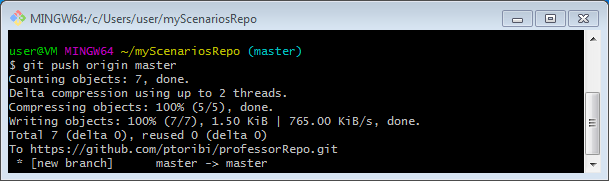 MINGW64:/c/Users/user/myScenariosRepo
user@VM MINGW64 ~/myScenariosRepo (master)
$ git push origin master
Counting objects: 7, done.
Delta compression using up to 2 threads.
Compressing objects: 100% (5/5), done.
Writing objects: 100% (7/7), 1.50 KiB | 765.00 KiB/s, done.
Total 7 (delta 0), reused 0 (delta 0)
To https://github.com/ptoribi/professorRepo.git
 * [new branch]      master -> master